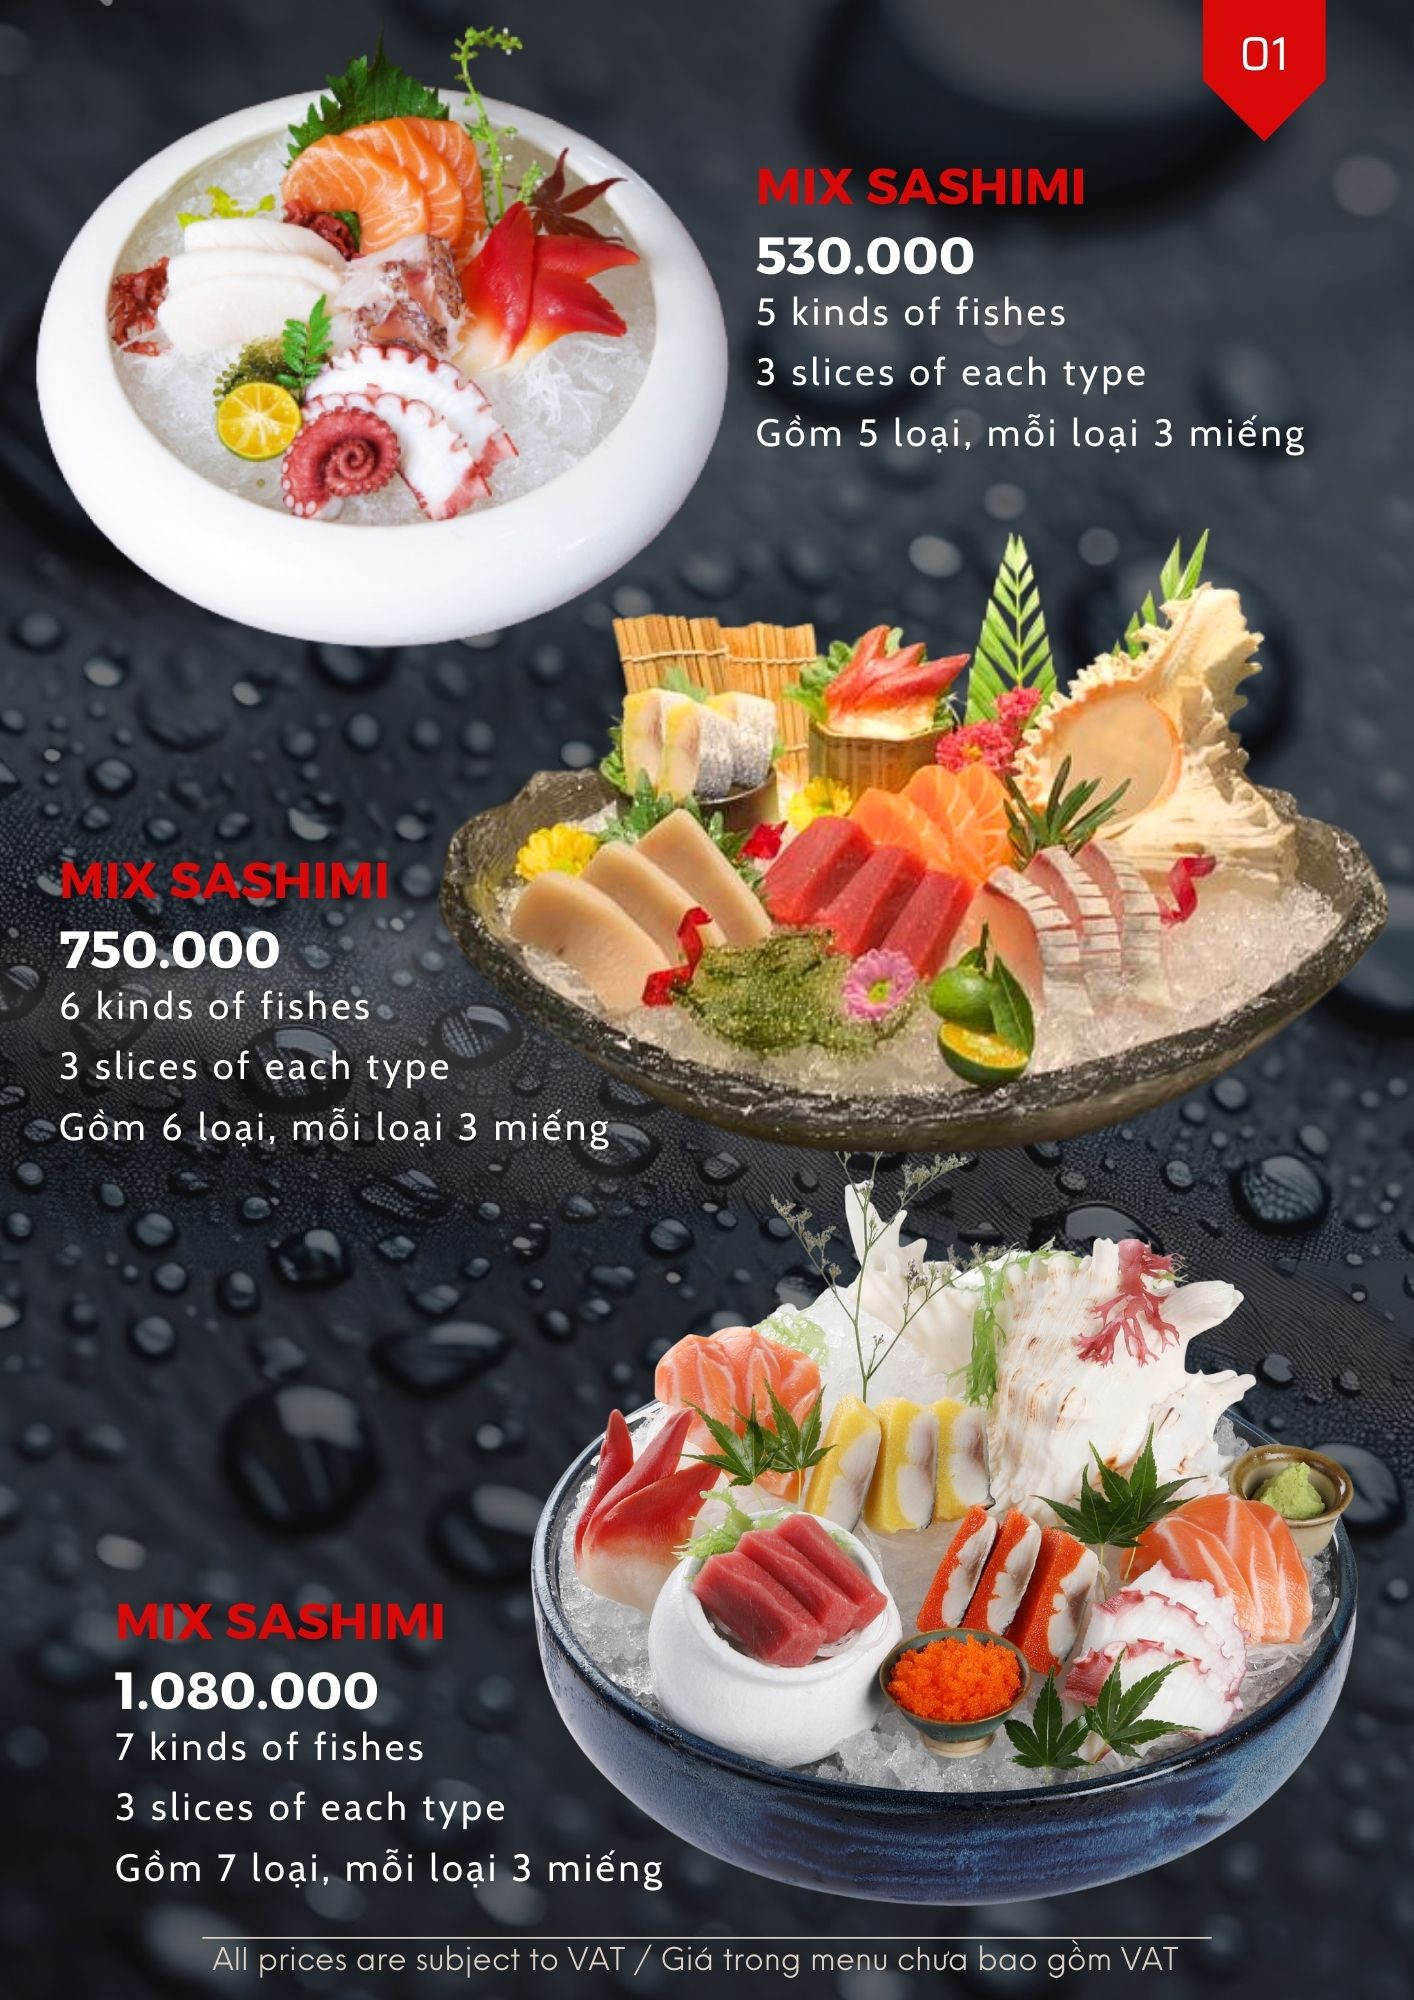 01
MIX SASHIMI
530.000
5 kinds of fishes
3 slices of each type
Gồm 5 loại, mỗi loại 3 miếng
MIX SASHIMI
750.000
6 kinds of fishes
3 slices of each type
Gồm 6 loại, mỗi loại 3 miếng
MIX SASHIMI
1.080.000
7 kinds of fishes
3 slices of each type
Gồm 7 loại, mỗi loại 3 miếng
All prices are subject to VAT / Giá trong menu chưa bao gồm VAT